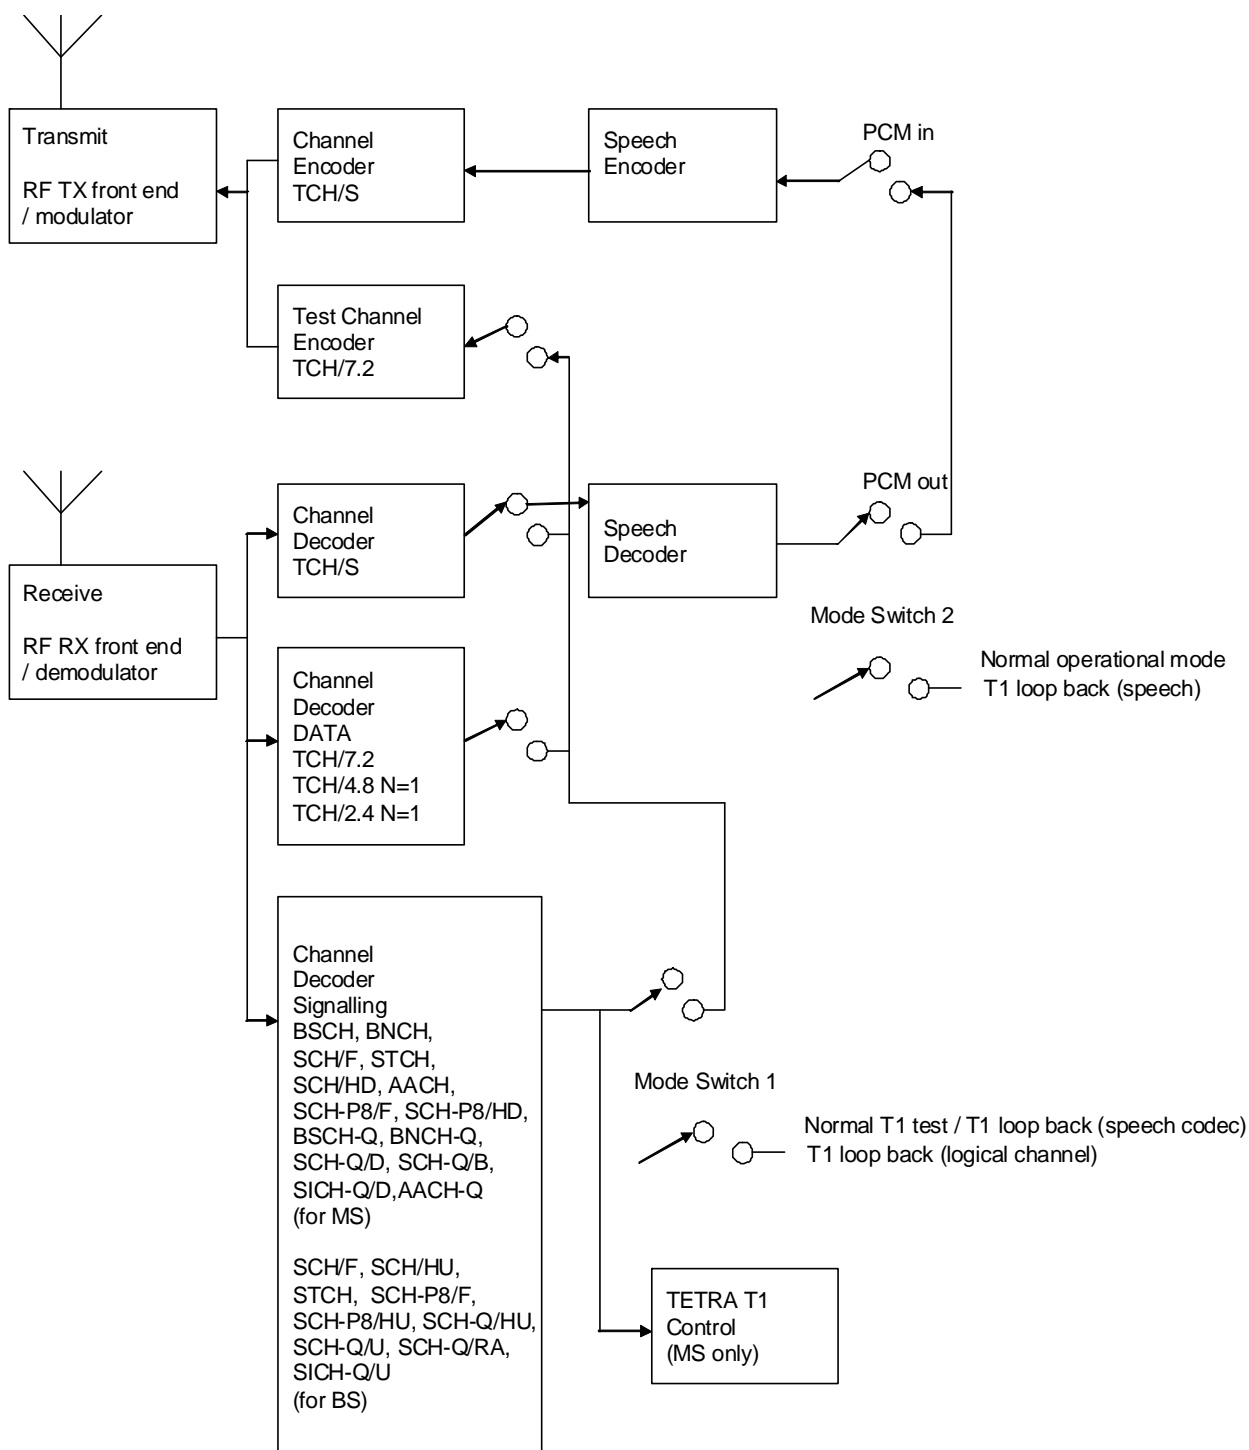 Transmit
RF TX front end
/ modulator
Channel
Encoder
TCH/S
Speech
Encoder
PCM in
Test Channel
Encoder
TCH/7.2
Receive
RF RX front end
/ demodulator
Channel
Decoder
TCH/S
Speech
Decoder
PCM out
Mode Switch 2
Normal operational mode
T1 loop back (speech)
Channel
Decoder
DATA
TCH/7.2
TCH/4.8 N=1
TCH/2.4 N=1
Channel
Decoder
Signalling
BSCH, BNCH,
SCH/F, STCH,
SCH/HD, AACH,
SCH-P8/F, SCH-P8/HD,
BSCH-Q, BNCH-Q,
SCH-Q/D, SCH-Q/B,
SICH-Q/D,AACH-Q
(for MS)
SCH/F, SCH/HU,
STCH, SCH-P8/F,
SCH-P8/HU, SCH-Q/HU,
SCH-Q/U, SCH-Q/RA,
SICH-Q/U
(for BS)
Mode Switch 1
Normal T1 test / T1 loop back (speech codec)
T1 loop back (logical channel)
TETRA T1
Control
(MS only)